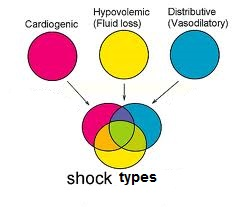 Cardiogenic
Hypovolemic
(Fluid loss)
Distributive
(Vasodilatory)
shock types